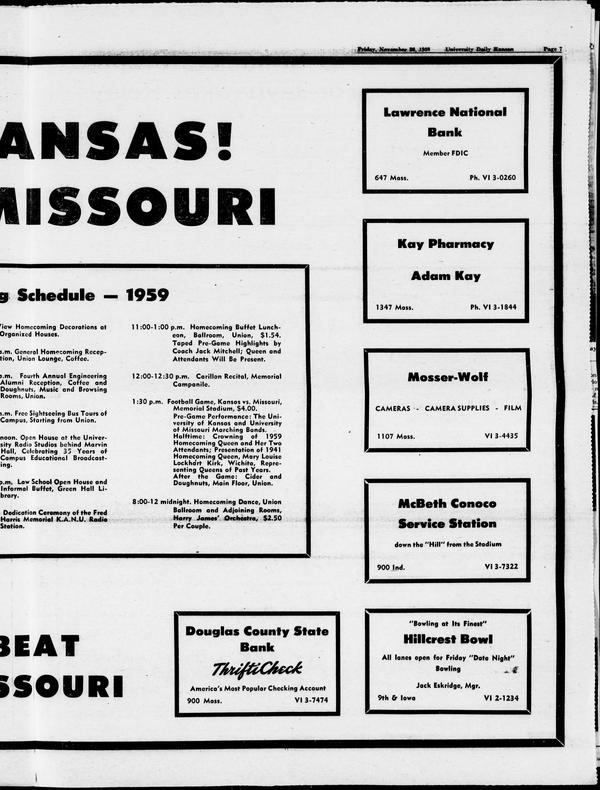 Friday, November 20, 1959 University Daily Kansan Page 7
ANSAS!
MISSOURI
g Schedule — 1959
View Homecoming Decorations at
Organized Houses.
a.m. General Homecoming Recep-
tion, Union Lounge, Coffee.
a.m. Fourth Annual Engineering
Alumni Reception, Coffee and
Doughnuts, Music and Browsing
Rooms, Union.
a.m. Free Sightseeing Bus Tours of
Campus, Starting from Union.
noon. Open House at the Univer-
sity Radio Studios behind Marvin
Hall, Celebrating 35 Years of
Campus Educational Broadcast-
ing.
p.m. Law School Open House and
Informal Buffet, Green Hall Li-
brary.
Dedication Ceremony of the Fred
Harris Memorial K.A.N.U. Radio
Station.
11:00-1:00 p.m. Homecoming Buffet Lunch-
eon, Ballroom, Union, $1.54.
Taped Pre-Game Highlights by
Coach Jack Mitchell; Queen and
Attendants Will Be Present.
12:00-12:30 p.m. Carillon Recital, Memorial
Campanile.
1:30 p.m. Football Game, Kansas vs. Missouri,
Memorial Stadium, $4.00.
Pre-Game Performance: The Uni-
versity of Kansas and University
of Missouri Marching Bands.
Halftime: Crowning of 1959
Homecoming Queen and Her Two
Attendants; Presentation of 1941
Homecoming Queen, Mary Louise
Lockhart Kirk, Wichita, Repre-
senting Queens of Past Years.
After the Game: Cider and
Doughnuts, Main Floor, Union.
8:00-12 midnight. Homecoming Dance, Union
Ballroom and Adjoining Rooms,
Harry James' Orchestra, $2.50
Per Couple.
BEAT
SSOURI
Lawrence National
Bank
Member FDIC
647 Mass. Ph. VI 3-0260
Kay Pharmacy
Adam Kay
1347 Mass. Ph. VI 3-1844
Mosser-Wolf
CAMERAS - CAMERA SUPPLIES - FILM
1107 Mass. VI 3-4435
McBeth Conoco
Service Station
down the "Hill" from the Stadium
900 Ind. VI 3-7322
Douglas County State
Bank
ThriftiCheck
America's Most Popular Checking Account
900 Mass. VI 3-7474
"Bowling at Its Finest"
Hillcrest Bowl
All lanes open for Friday "Date Night"
Bowling
Jack Eskridge, Mgr.
9th & Iowa VI 2-1234